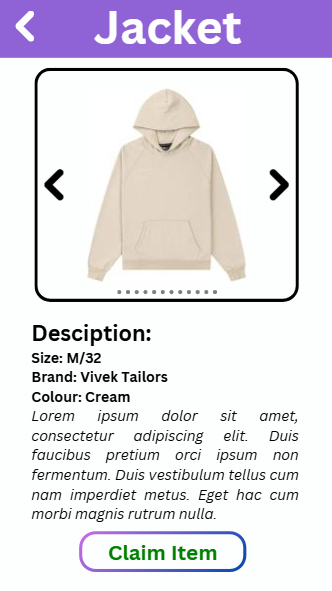 Jacket
Desciption:
Size: M/32
Brand: Vivek Tailors
Colour: Cream
Lorem ipsum dolor sit amet,
consectetur adipiscing elit. Duis
faucibus pretium orci ipsum non
fermentum. Duis vestibulum tellus cum
nam imperdiet metus. Eget hac cum
morbi magnis rutrum nulla.
Claim Item